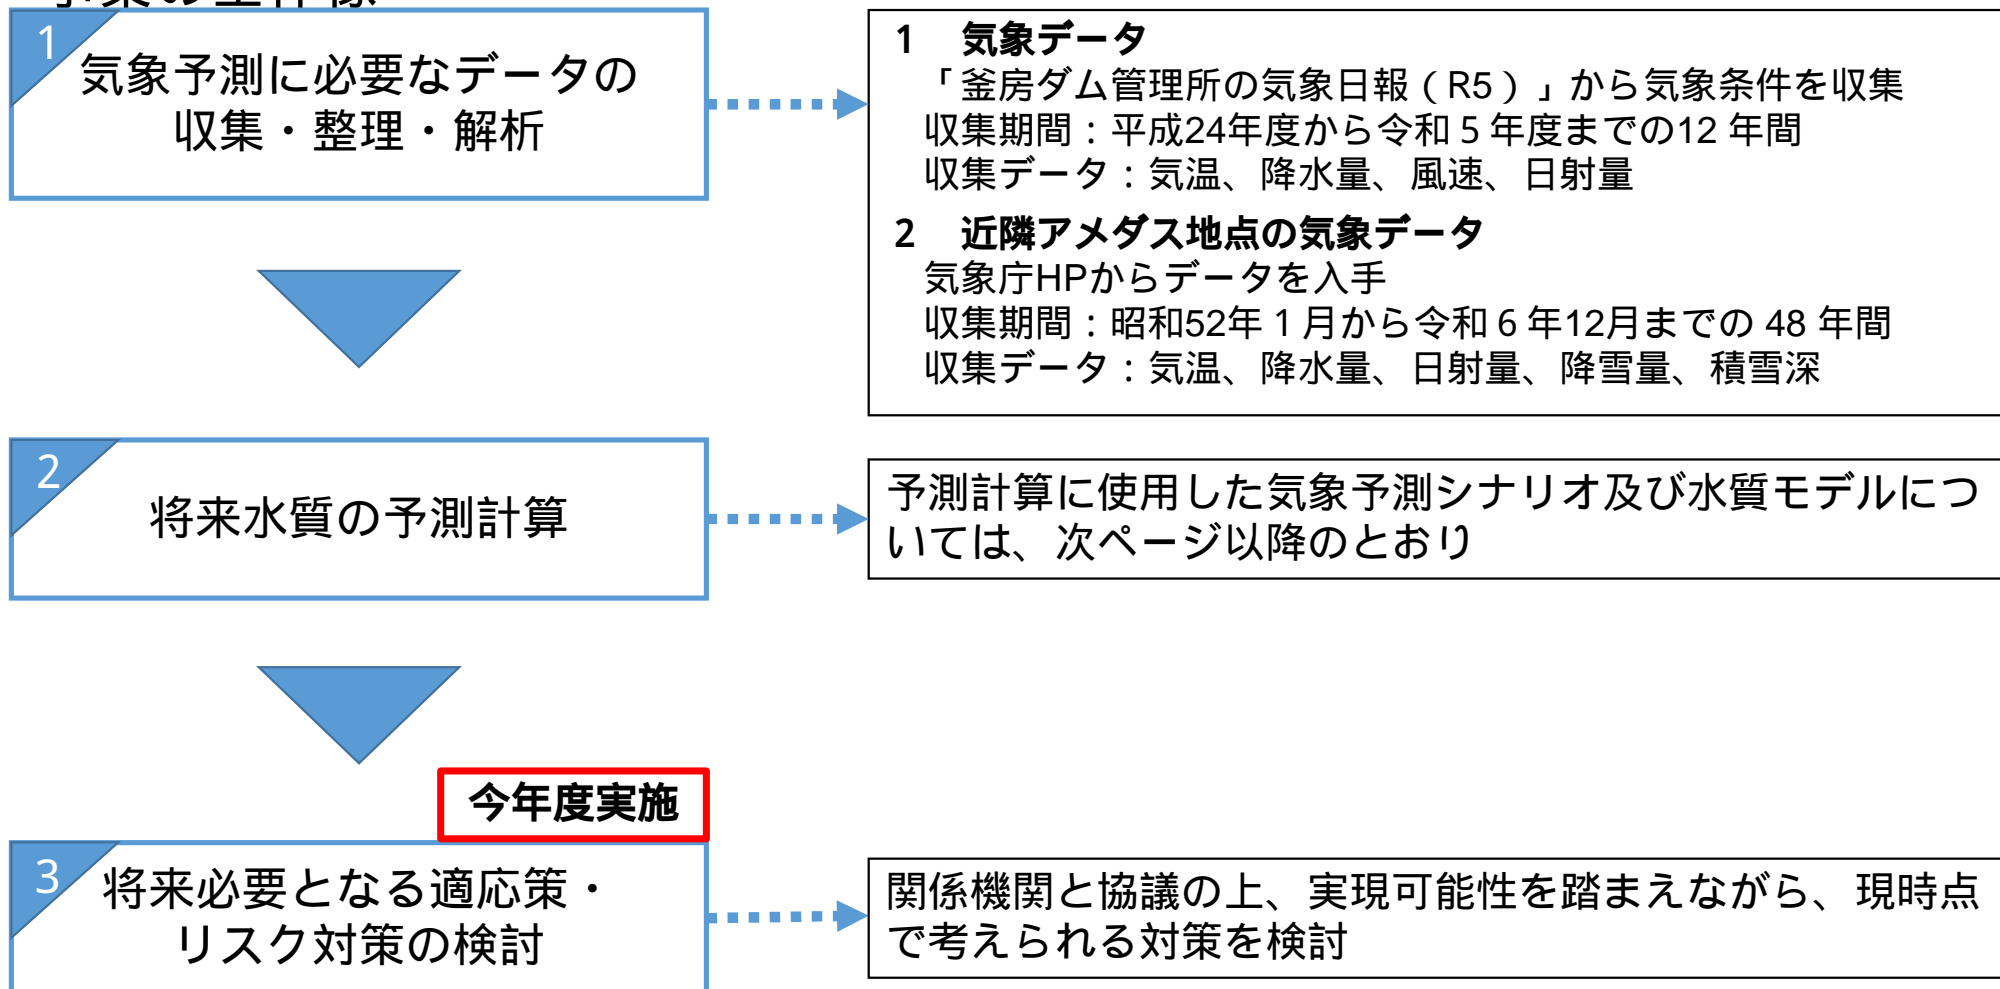 1
気象予測に必要なデータの
収集・整理・解析
1 気象データ
「釜房ダム管理所の気象日報（R5）」から気象条件を収集
収集期間：平成24年度から令和５年度までの12 年間
収集データ：気温、降水量、風速、日射量
2 近隣アメダス地点の気象データ
気象庁HPからデータを入手
収集期間：昭和52年１月から令和６年12月までの 48 年間
収集データ：気温、降水量、日射量、降雪量、積雪深
2
将来水質の予測計算
予測計算に使用した気象予測シナリオ及び水質モデルにつ
いては、次ページ以降のとおり
今年度実施
3
将来必要となる適応策・
リスク対策の検討
関係機関と協議の上、実現可能性を踏まえながら、現時点
で考えられる対策を検討